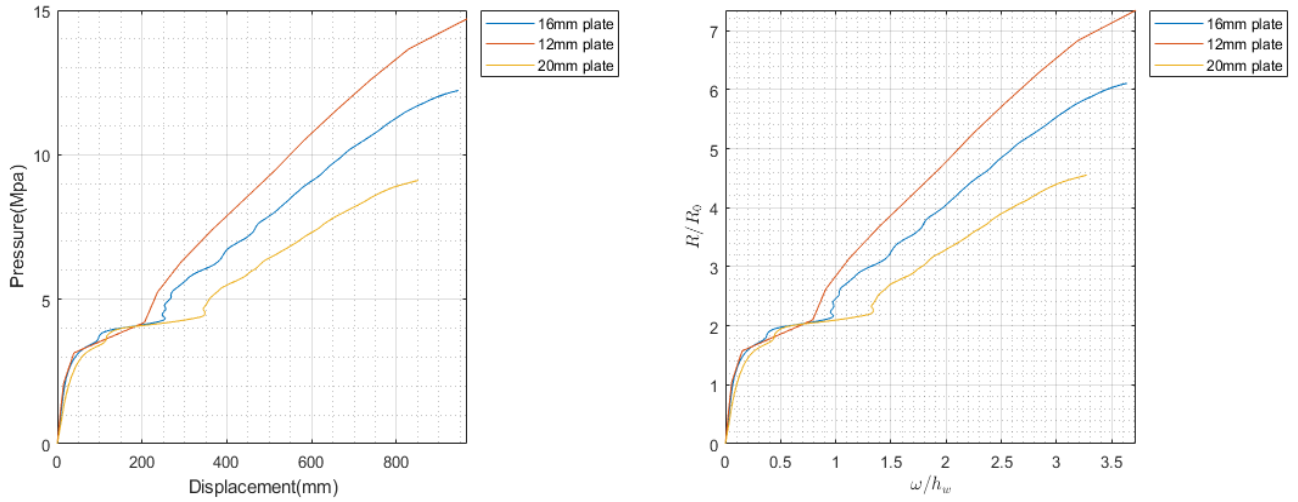 15
10
5
0
0
200
400
600
800
Pressure(Mpa)
Displacement(mm)
16mm plate
12mm plate
20mm plate
7
6
5
4
3
2
1
0
0
0.5
1
1.5
2
2.5
3
3.5
R/R₀
ω/h_w
16mm plate
12mm plate
20mm plate